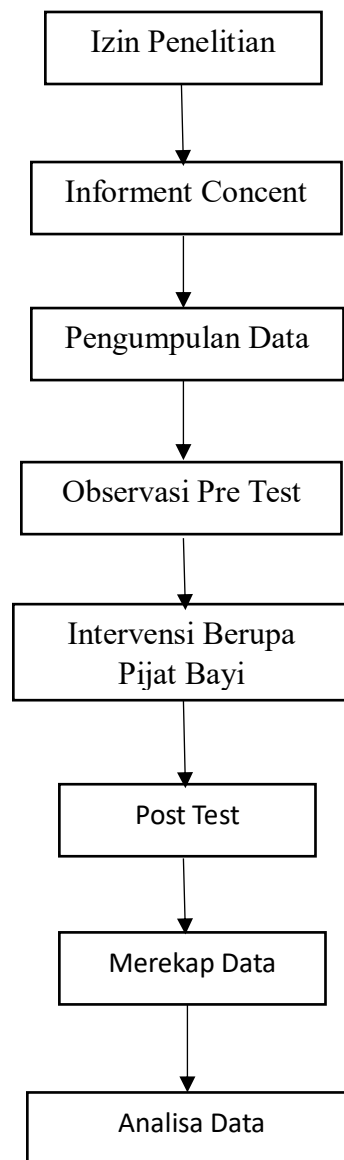 Izin Penelitian
Informent Concent
Pengumpulan Data
Observasi Pre Test
Intervensi Berupa
Pijat Bayi
Post Test
Merekap Data
Analisa Data